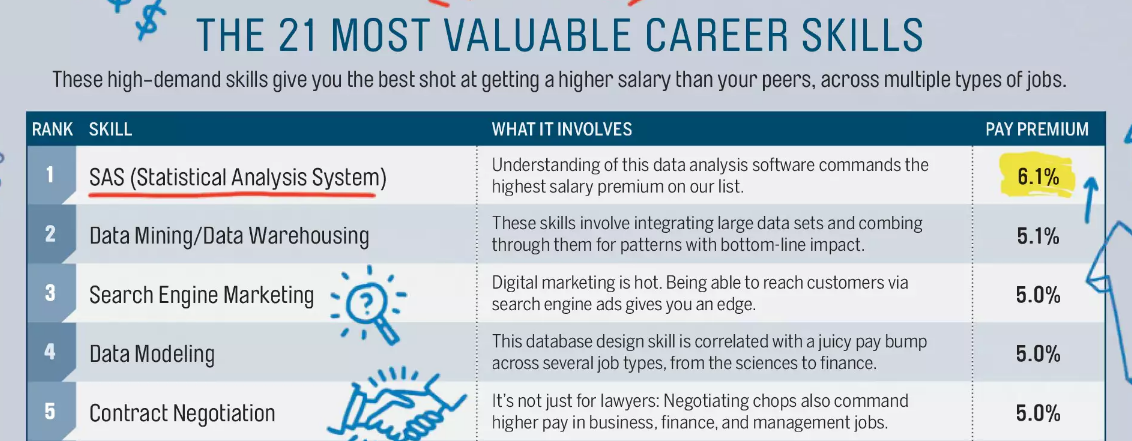 $
$
THE 21 MOST VALUABLE CAREER SKILLS
These high-demand skills give you the best shot at getting a higher salary than your peers, across multiple types of jobs.
RANK SKILL WHAT IT INVOLVES PAY PREMIUM
1 SAS (Statistical Analysis System) Understanding of this data analysis software commands the
highest salary premium on our list. 6.1%
2 Data Mining/Data Warehousing These skills involve integrating large data sets and combing
through them for patterns with bottom-line impact. 5.1%
3 Search Engine Marketing ? Digital marketing is hot. Being able to reach customers via
search engine ads gives you an edge. 5.0%
4 Data Modeling This database design skill is correlated with a juicy pay bump
across several job types, from the sciences to finance. 5.0%
5 Contract Negotiation It's not just for lawyers: Negotiating chops also command
higher pay in business, finance, and management jobs. 5.0%